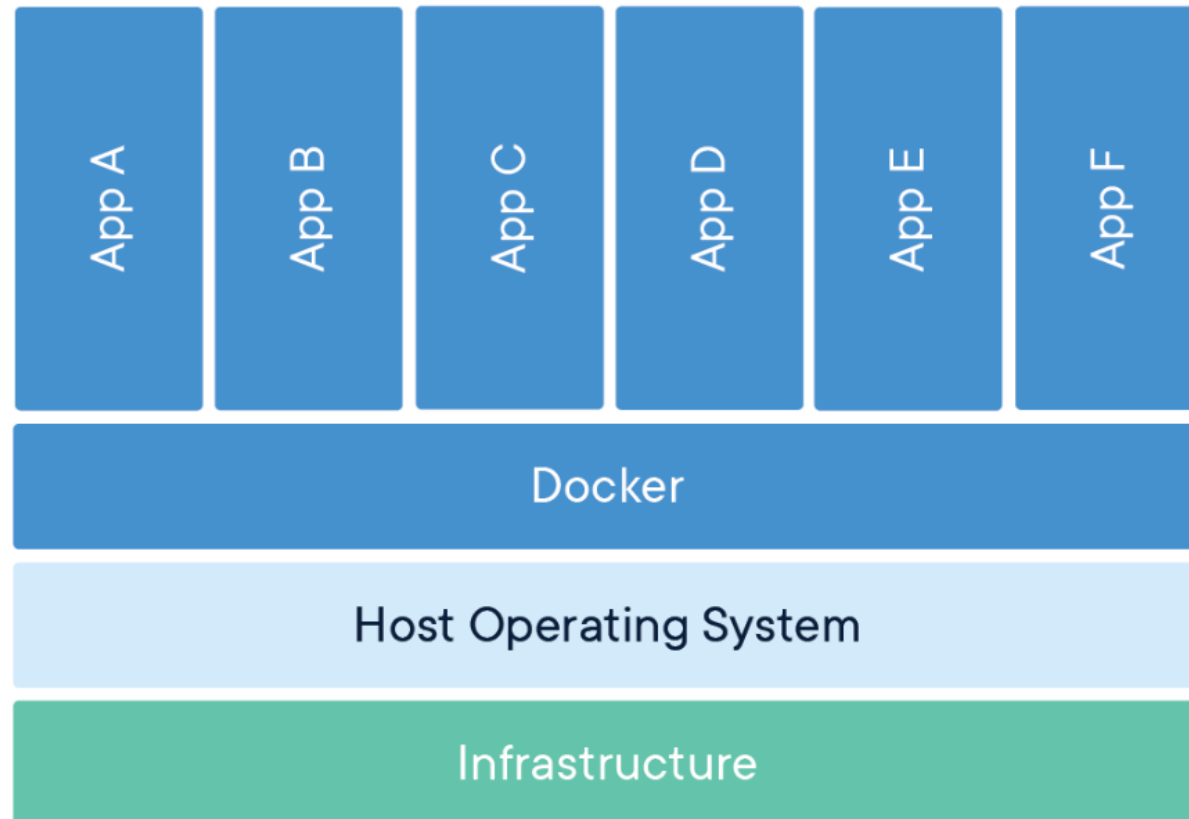 App A
App B
App C
App D
App E
App F
Docker
Host Operating System
Infrastructure